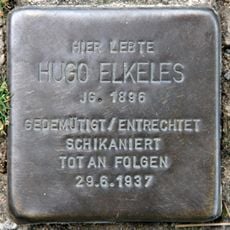 HIER LEBTE
HUGO ELKELES
JG. 1896
GEDEMÜTIGT/ENTRECHTET
SCHIKANIERT
TOT AN FOLGEN
29.6.1937